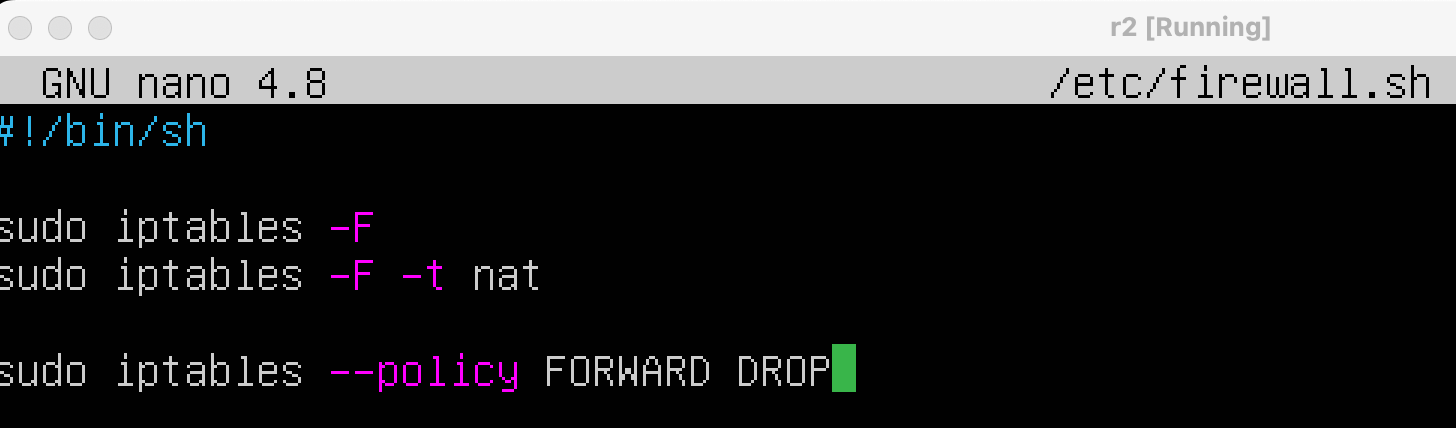 r2 [Running]
GNU nano 4.8 /etc/firewall.sh
#!/bin/sh
sudo iptables -F
sudo iptables -F -t nat
sudo iptables --policy FORWARD DROP